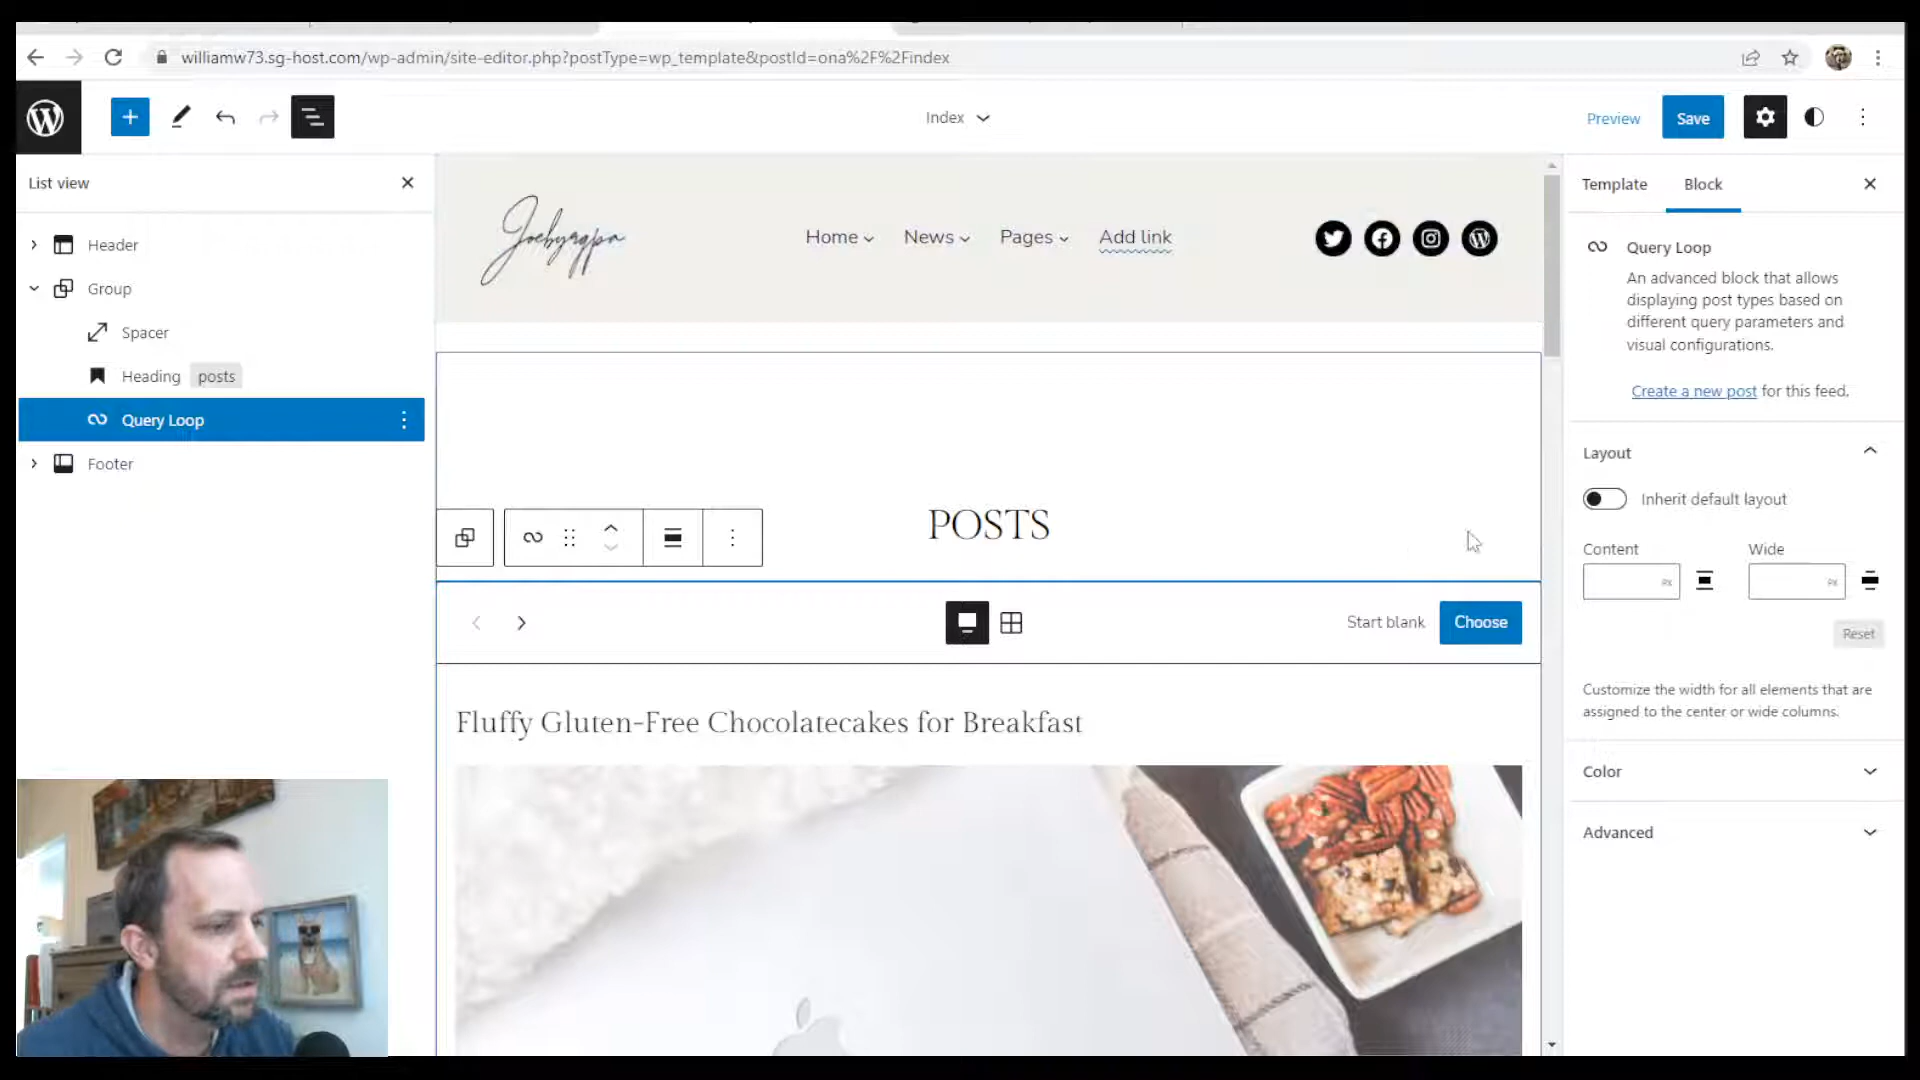 williamw73.sg-host.com/wp-admin/site-editor.php?postType=wp_template&postId=ona%2F%2Findex
Index
Preview
Save
List view
Header
Group
Spacer
Heading posts
Query Loop
Footer
Home
News
Pages
Add link
POSTS
Start blank
Choose
Fluffy Gluten-Free Chocolatecakes for Breakfast
Template
Block
Query Loop
An advanced block that allows
displaying post types based on
different query parameters and
visual configurations.
Create a new post for this feed.
Layout
Inherit default layout
Content
Wide
PX
PX
Reset
Customize the width for all elements that are
assigned to the center or wide columns.
Color
Advanced